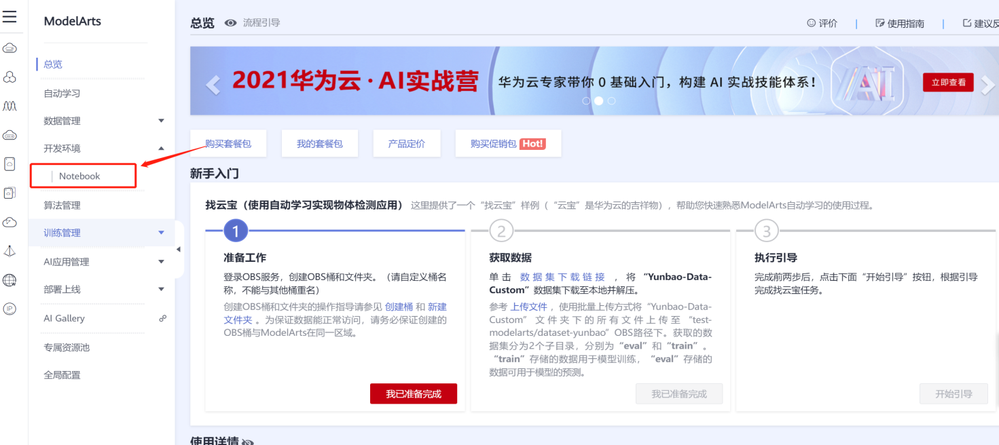 ModelArts
总览
自动学习
数据管理
开发环境
Notebook
算法管理
训练管理
AI应用管理
部署上线
AI Gallery
专属资源池
全局配置
IP
总览 流程引导
评价 | 使用指南 | 建议反
2021华为云·AI实战营
华为云专家带你 0 基础入门，构建 AI 实战技能体系！
AI
立即查看
购买套餐包 我的套餐包 产品定价 购买促销包 Hot!
新手入门
找云宝（使用自动学习实现物体检测应用） 这里提供了一个“找云宝”样例（“云宝”是华为云的吉祥物），帮助您快速熟悉ModelArts自动学习的使用过程。
1
准备工作
登录OBS服务，创建OBS桶和文件夹。（请自定义桶名
称，不能与其他桶重名）
创建OBS桶和文件夹的操作指导请参见 创建桶 和 新建
文件夹 。为保证数据能正常访问，请务必保证创建的
OBS桶与ModelArts在同一区域。
我已准备完成
2
获取数据
单击 数据集下载链接 ，将 “Yunbao-Data-
Custom”数据集下载至本地并解压。
参考 上传文件 ，使用批量上传方式将“Yunbao-Data-
Custom”文件夹下的所有文件上传至“test-
modelarts/dataset-yunbao”OBS路径下。获取的数
据集分为2个子目录，分别为“eval”和“train”。
“train”存储的数据用于模型训练，“eval”存储的
数据可用于模型的预测。
我已准备完成
3
执行引导
完成前两步后，点击下面“开始引导”按钮，根据引导
完成找云宝任务。
开始引导
使用详情